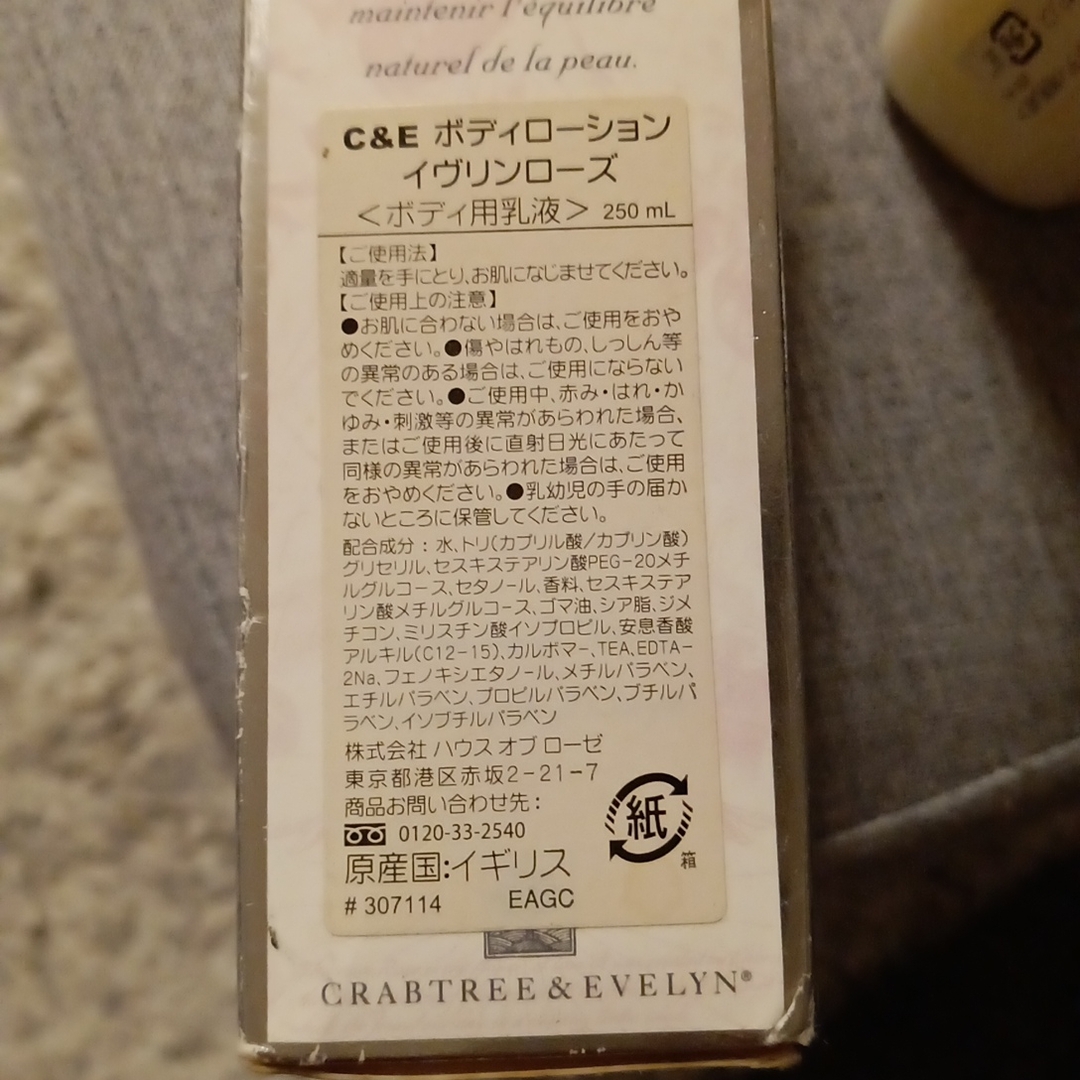 maintenir l'équilibre
naturel de la peau.
C&E ボディローション
イヴリンローズ
＜ボディ用乳液＞ 250 mL
【ご使用法】
適量を手にとり、お肌になじませてください。
【ご使用上の注意】
●お肌に合わない場合は、ご使用をおや
めください。●傷やはれもの、しっしん等
の異常のある場合は、ご使用にならない
でください。●ご使用中、赤み・はれ・か
ゆみ・刺激等の異常があらわれた場合、
またはご使用後に直射日光にあたって
同様の異常があらわれた場合は、ご使用
をおやめください。●乳幼児の手の届か
ないところに保管してください。
配合成分：水、トリ(カプリル酸/カプリン酸)
グリセリル、セスキステアリン酸PEG-20メチ
ルグルコース、セタノール、香料、セスキステア
リン酸メチルグルコース、ゴマ油、シア脂、ジメ
チコン、ミリスチン酸イソプロピル、安息香酸
アルキル(C12-15)、カルボマー、TEA、EDTA-
2Na、フェノキシエタノール、メチルパラベン、
エチルパラベン、プロピルパラベン、ブチルパ
ラベン、イソブチルパラベン
株式会社 ハウス オブ ローゼ
東京都港区赤坂2-21-7
商品お問い合わせ先：
0120-33-2540
紙
箱
原産国:イギリス
# 307114 EAGC
CRABTREE & EVELYN®